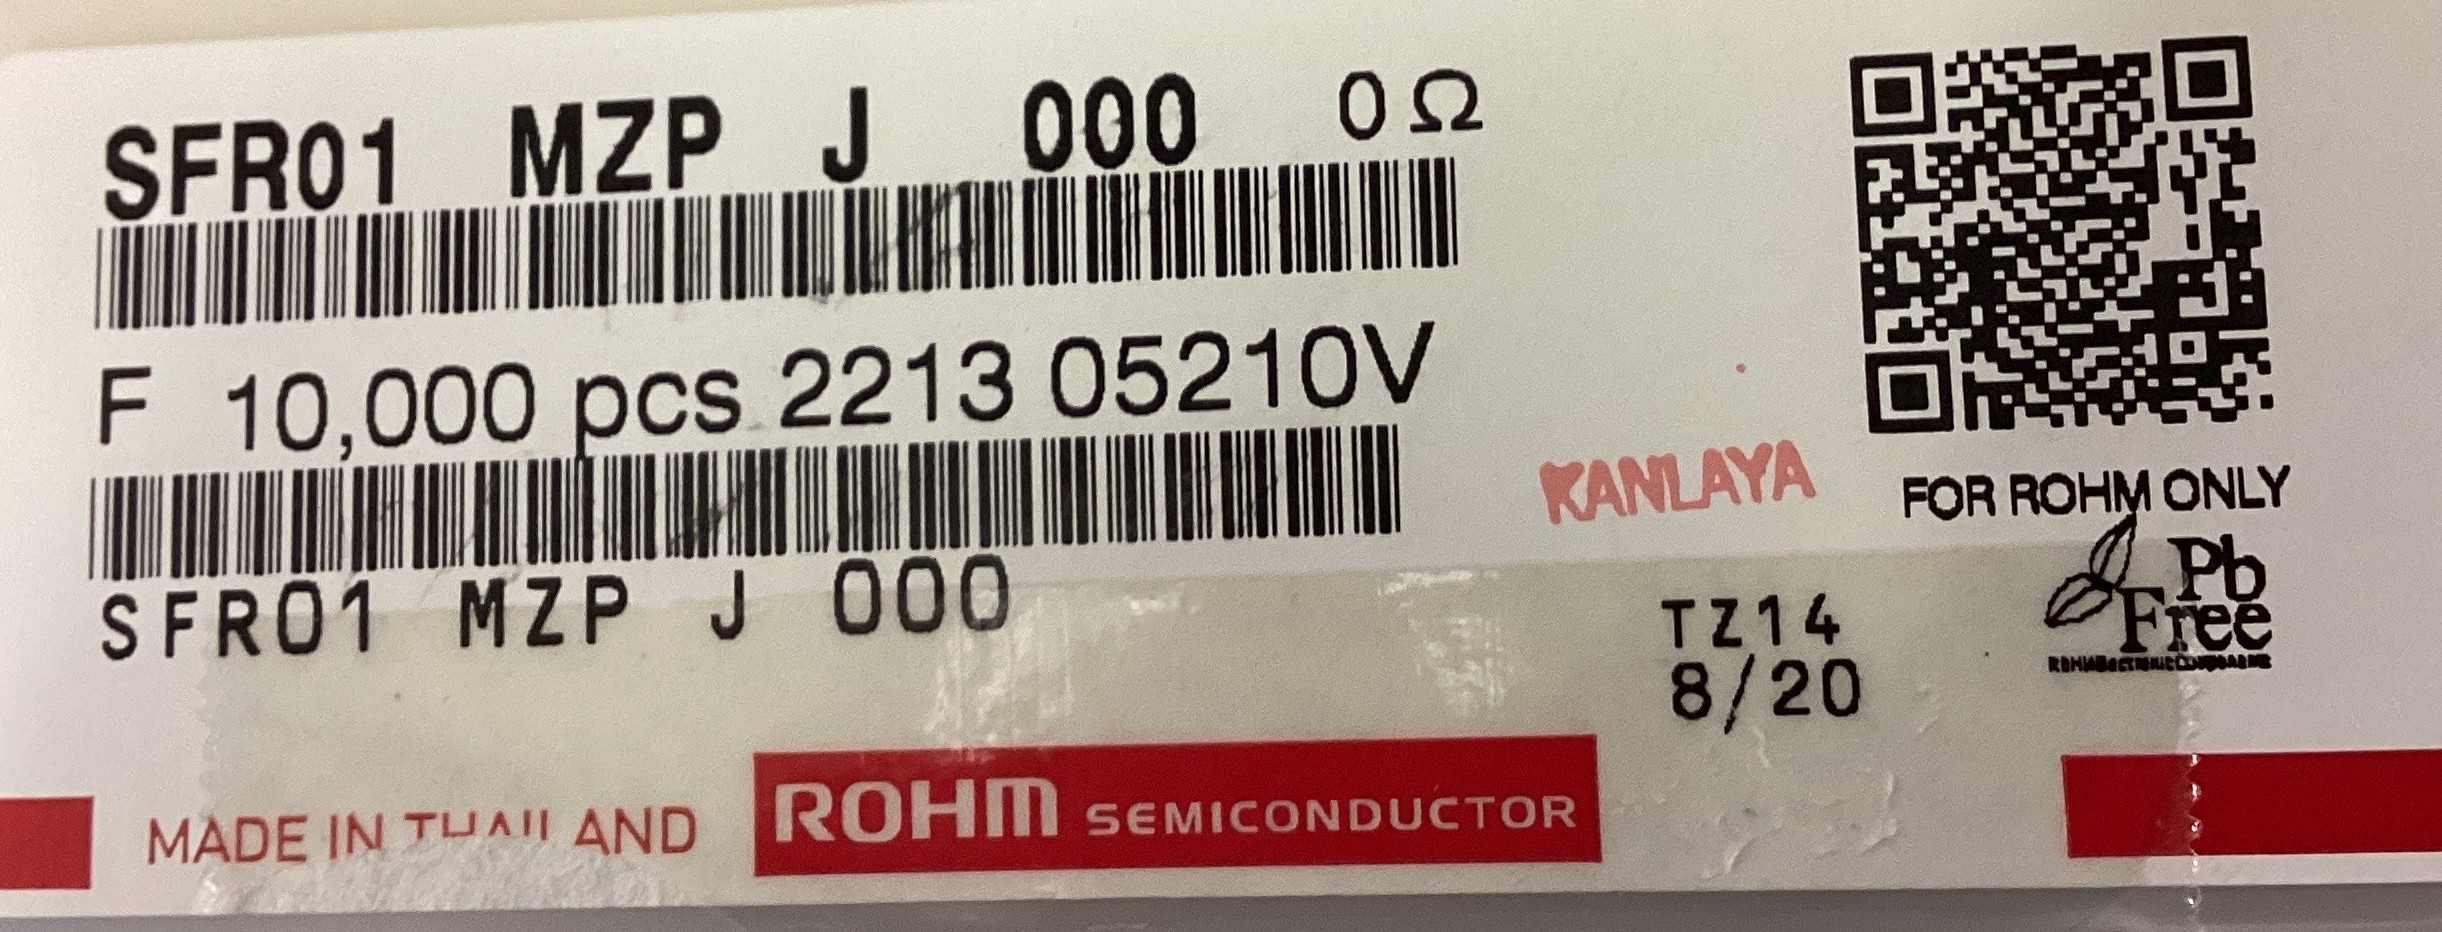 SFR01 MZP J 000 0Ω
F 10,000 pcs 2213 05210V
KANLAYA
FOR ROHM ONLY
SFR01 MZP J 000
TZ14
8/20
Pb
Free
MADE IN THAILAND
ROHM SEMICONDUCTOR